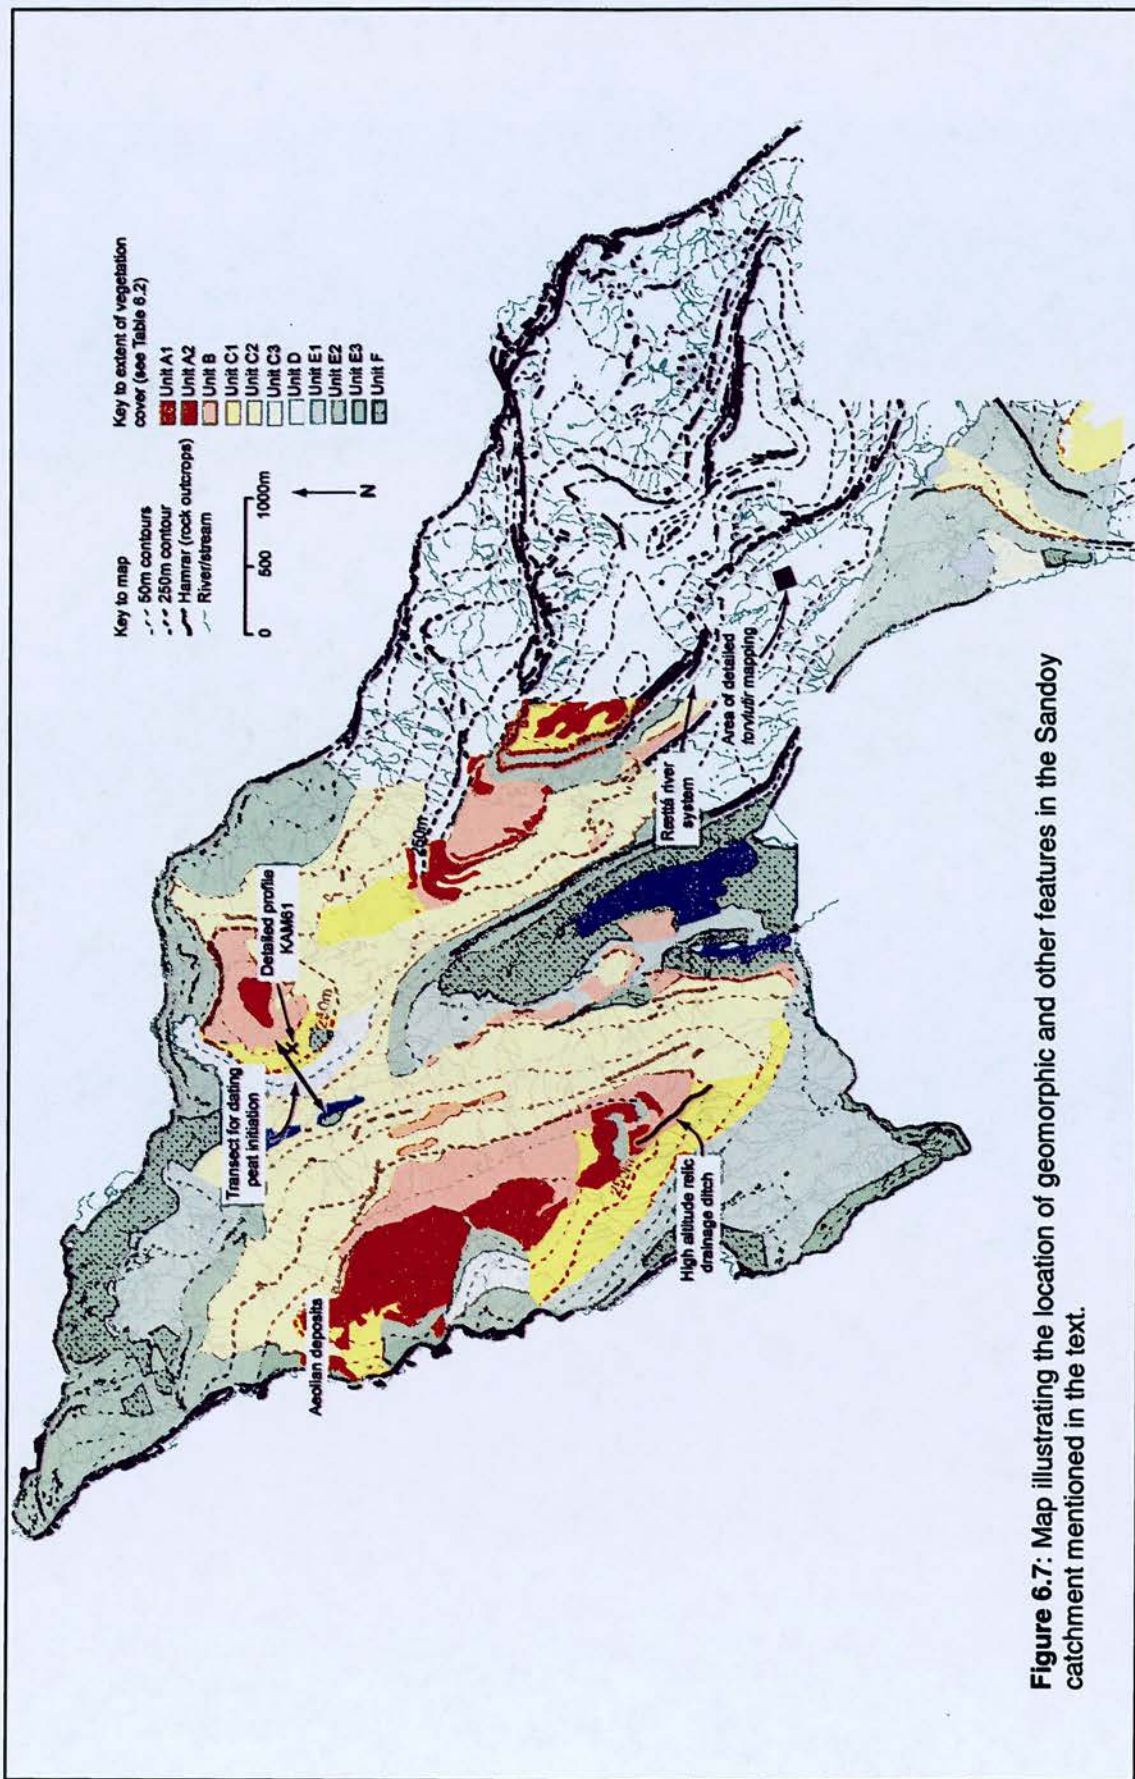 Key to map
50m contours
250m contour
Hamrar (rock outcrops)
River/stream
0 500 1000m
N
Key to extent of vegetation
cover (see Table 6.2)
Unit A1
Unit A2
Unit B
Unit C1
Unit C2
Unit C3
Unit D
Unit E1
Unit E2
Unit E3
Unit F
Transect for dating
peat initiation
Detailed profile
KAM61
250m
250m
Aeolian deposits
High altitude relic
drainage ditch
Rettá river
system
Area of detailed
torvlutir mapping
Figure 6.7: Map illustrating the location of geomorphic and other features in the Sandoy
catchment mentioned in the text.